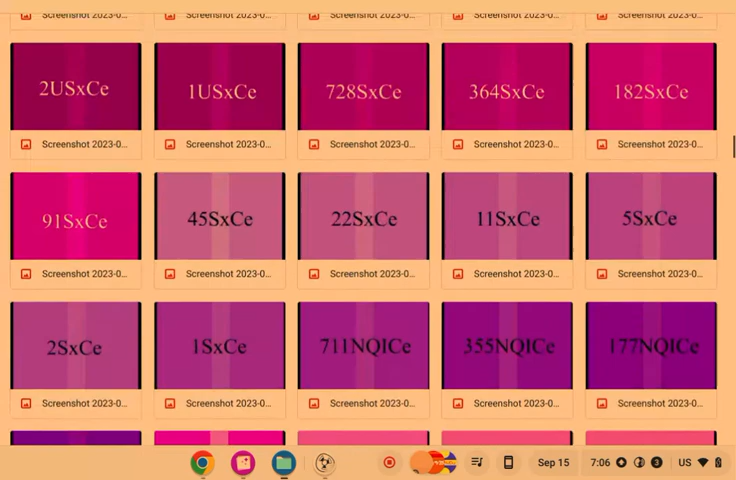 Screenshot 2023-0... Screenshot 2023-0... Screenshot 2023-0... Screenshot 2023-0... Screenshot 2023-0...
2USxCe 1USxCe 728SxCe 364SxCe 182SxCe
Screenshot 2023-0... Screenshot 2023-0... Screenshot 2023-0... Screenshot 2023-0... Screenshot 2023-0...
91SxCe 45SxCe 22SxCe 11SxCe 5SxCe
Screenshot 2023-0... Screenshot 2023-0... Screenshot 2023-0... Screenshot 2023-0... Screenshot 2023-0...
2SxCe 1SxCe 711NQICe 355NQICe 177NQICe
Screenshot 2023-0... Screenshot 2023-0... Screenshot 2023-0... Screenshot 2023-0... Screenshot 2023-0...
Sep 15 7:06 3 US